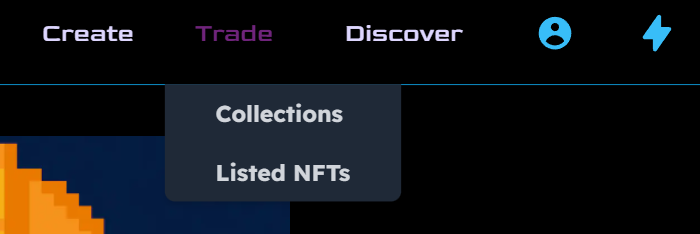 Create Trade Discover
Collections
Listed NFTs